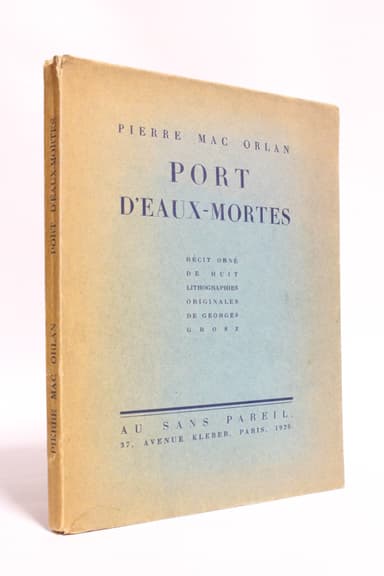 PIERRE MAC ORLAN
PORT
D'EAUX-MORTES
RÉCIT ORNÉ
DE HUIT
LITHOGRAPHIES
ORIGINALES
DE GEORGES
GROSZ
AU SANS PAREIL.
37, AVENUE KLÉBER, PARIS, 1926
PIERRE MAC ORLAN PORT D'EAUX-MORTES